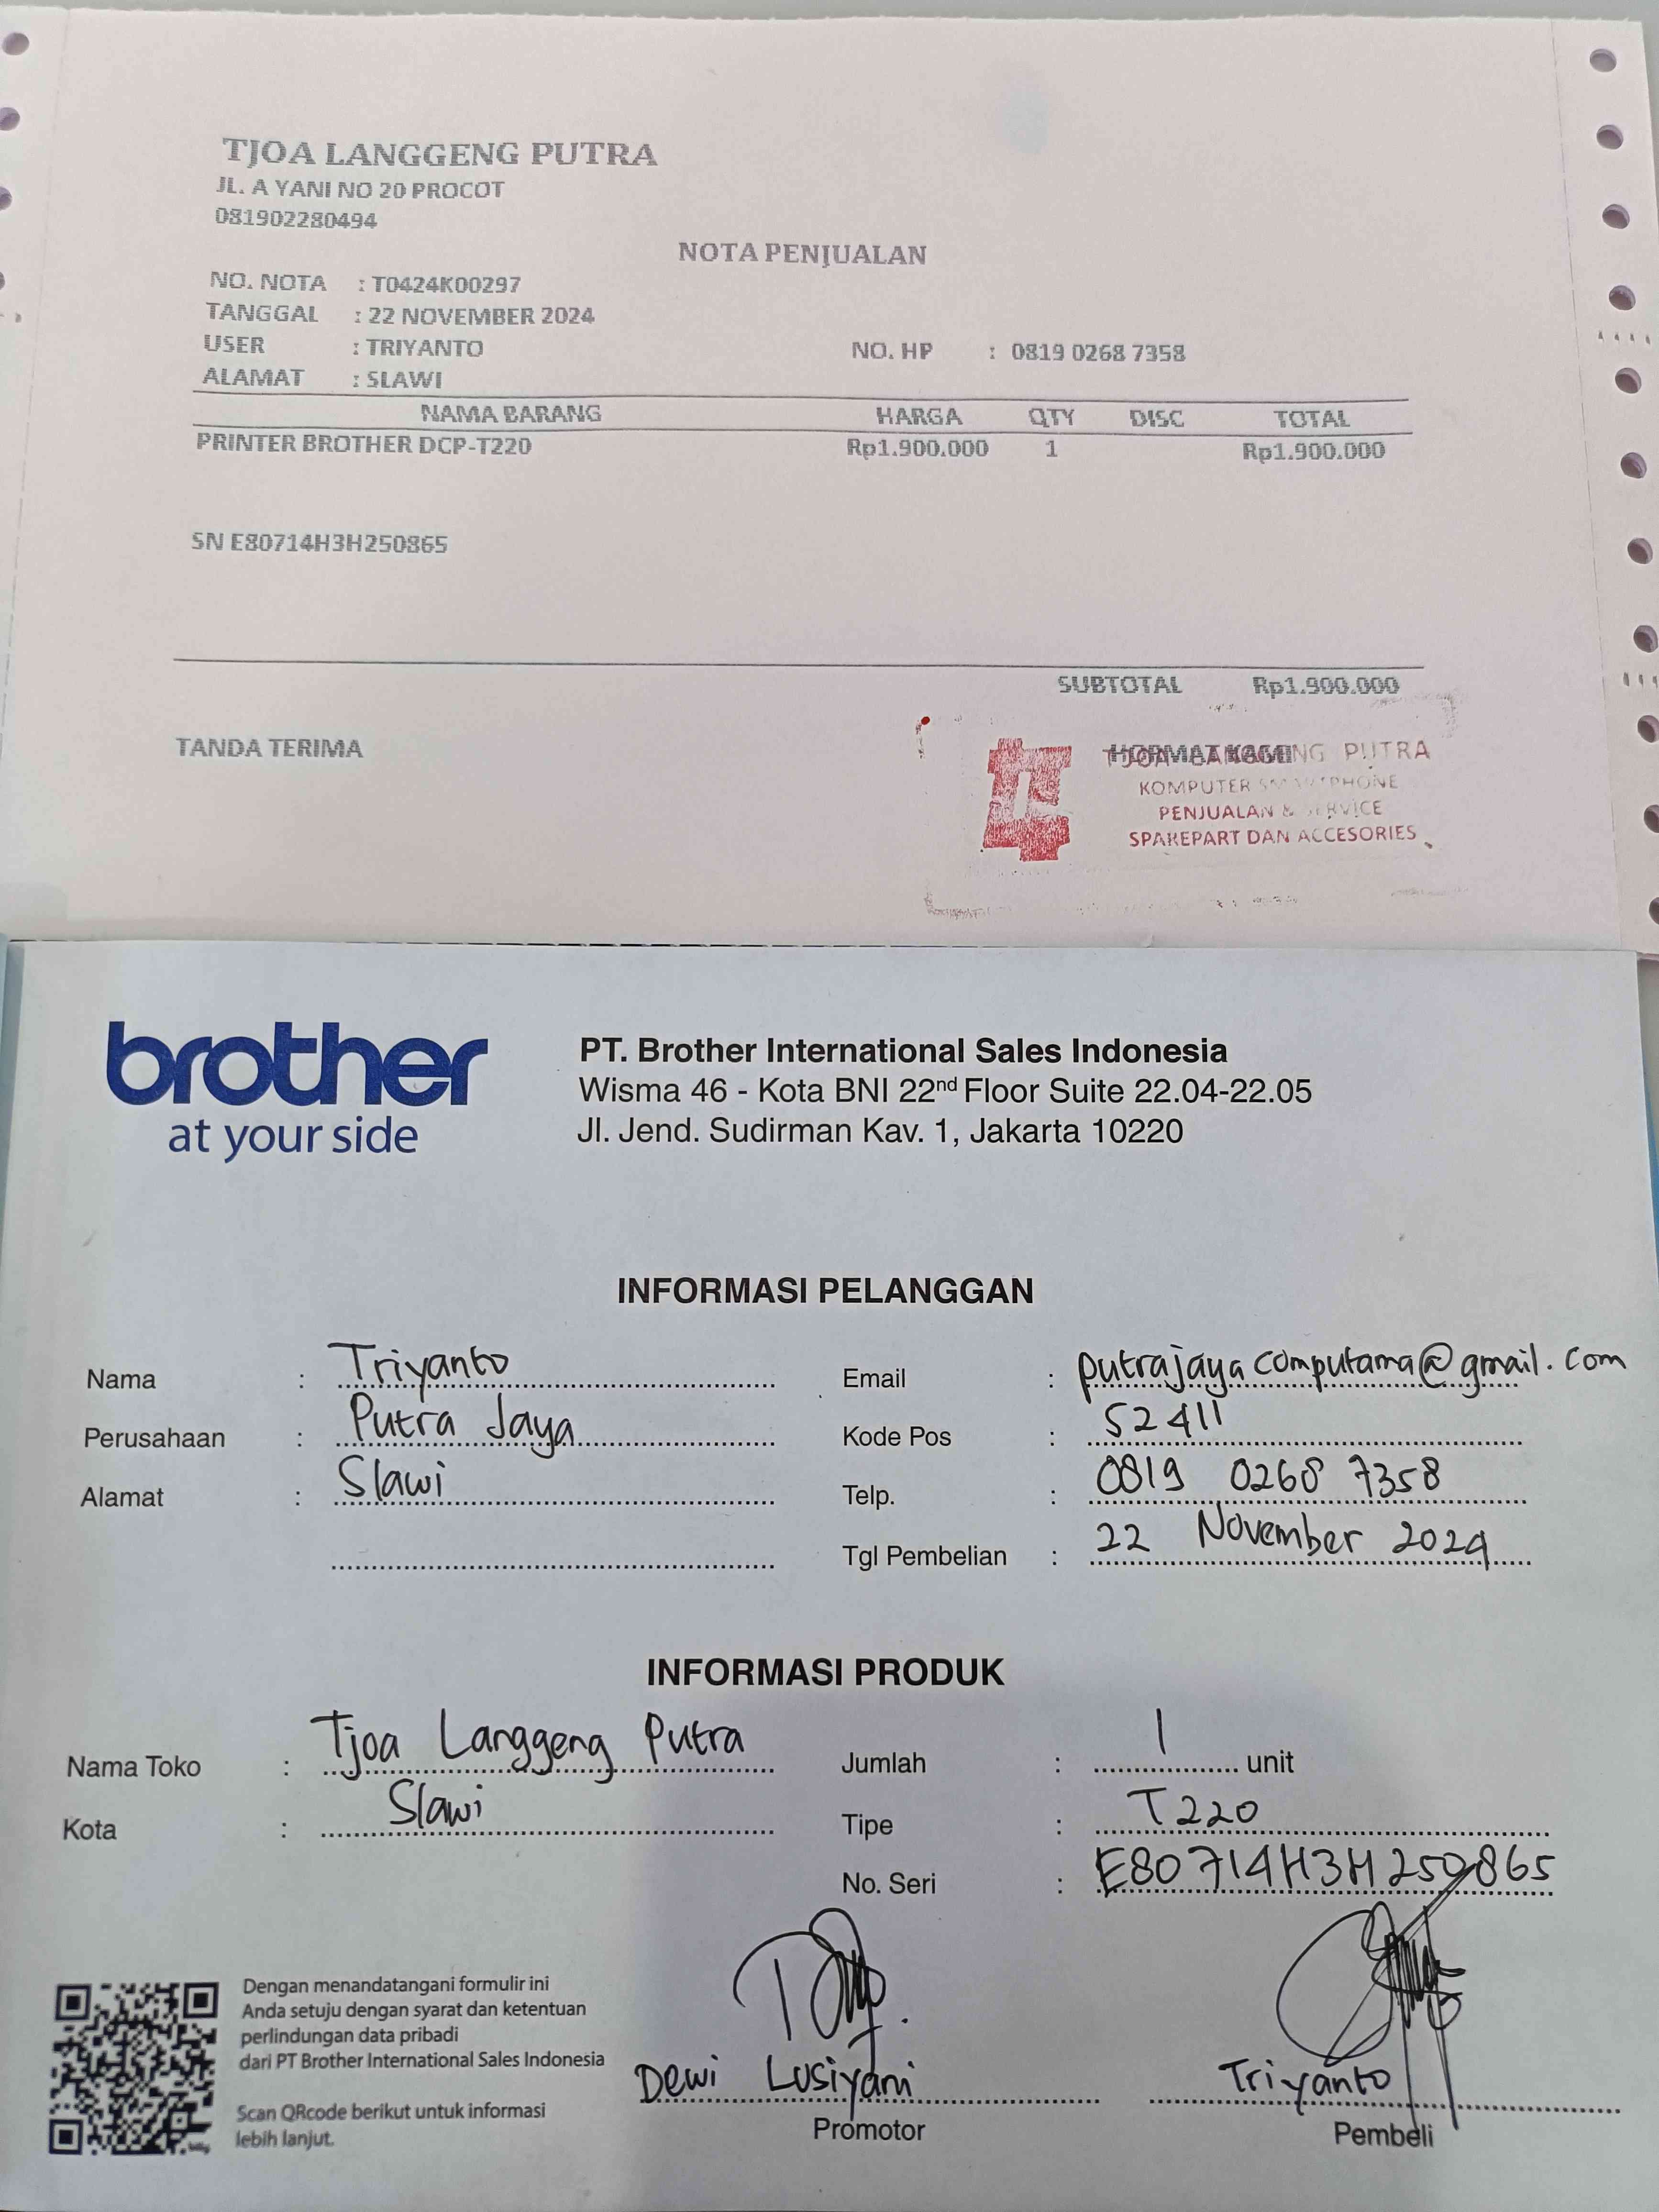 TJOA LANGGENG PUTRA
JL. A YANI NO 20 PROCOT
081902280494
NOTA PENJUALAN
NO. NOTA : T0424K00297
TANGGAL : 22 NOVEMBER 2024
USER : TRIYANTO NO. HP : 0819 0268 7358
ALAMAT : SLAWI
NAMA BARANG HARGA QTY DISC TOTAL
PRINTER BROTHER DCP-T220 Rp1.900.000 1 Rp1.900.000
SN E80714H3H250865
SUBTOTAL Rp1.900.000
TANDA TERIMA HORMAT KAMI
PUTRA
KOMPUTER
PENJUALAN & SERVICE
SPAREPART DAN ACCESORIES
brother
at your side
PT. Brother International Sales Indonesia
Wisma 46 - Kota BNI 22nd Floor Suite 22.04-22.05
Jl. Jend. Sudirman Kav. 1, Jakarta 10220
INFORMASI PELANGGAN
Nama : Triyanto Email : putrajayacomputama@gmail.com
Perusahaan : Putra Jaya Kode Pos : 52411
Alamat : Slawi Telp. : 0819 0268 7358
Tgl Pembelian : 22 November 2024
INFORMASI PRODUK
Nama Toko : Tjoa Langgeng Putra Jumlah : 1 unit
Kota : Slawi Tipe : T220
No. Seri : E80714H3H250865
Dengan menandatangani formulir ini
Anda setuju dengan syarat dan ketentuan
perlindungan data pribadi
dari PT Brother International Sales Indonesia
Scan QRcode berikut untuk informasi
lebih lanjut.
Dewi Lusiyani Triyanto
Promotor Pembeli